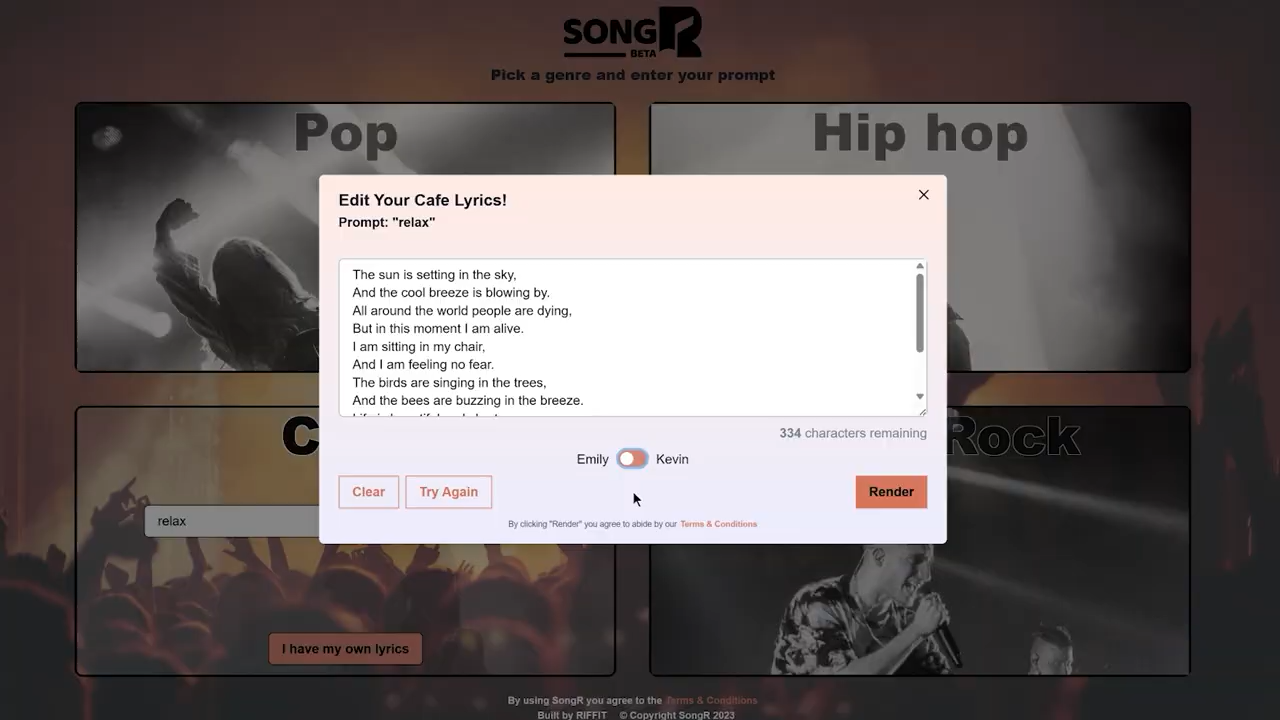 SONGR
BETA
Pick a genre and enter your prompt
Pop
Hip hop
Edit Your Cafe Lyrics!
Prompt: "relax"
The sun is setting in the sky,
And the cool breeze is blowing by.
All around the world people are dying,
But in this moment I am alive.
I am sitting in my chair,
And I am feeling no fear.
The birds are singing in the trees,
And the bees are buzzing in the breeze.
334 characters remaining
C
Rock
Emily Kevin
Clear Try Again Render
relax
By clicking "Render" you agree to abide by our Terms & Conditions
I have my own lyrics
By using SongR you agree to the Terms & Conditions
Built by RIFFIT © Copyright SongR 2023